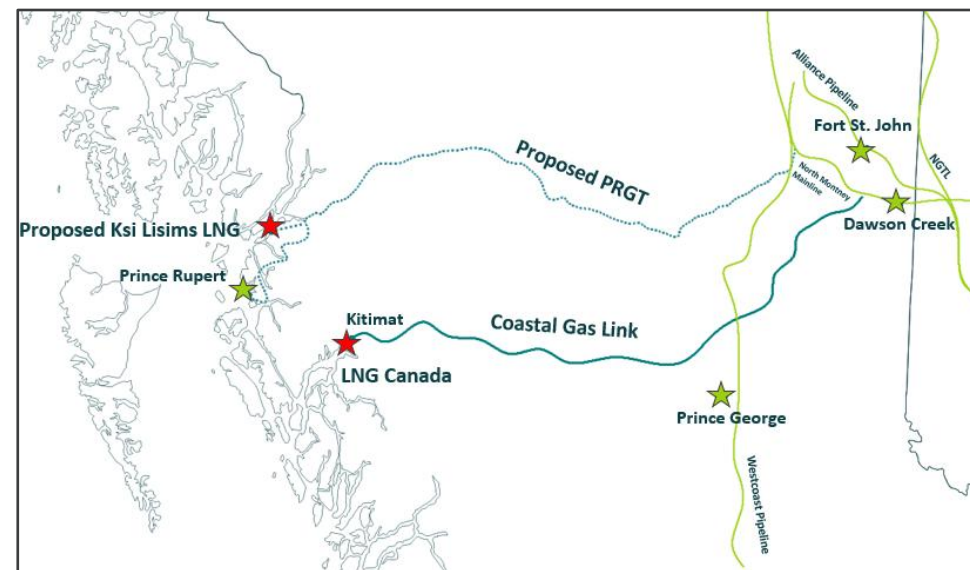 Alliance Pipeline
Fort St. John
Proposed PRGT
NGTL
North Montney
Mainline
Dawson Creek
Proposed Ksi Lisims LNG
Prince Rupert
Kitimat
Coastal Gas Link
LNG Canada
Prince George
Westcoast Pipeline